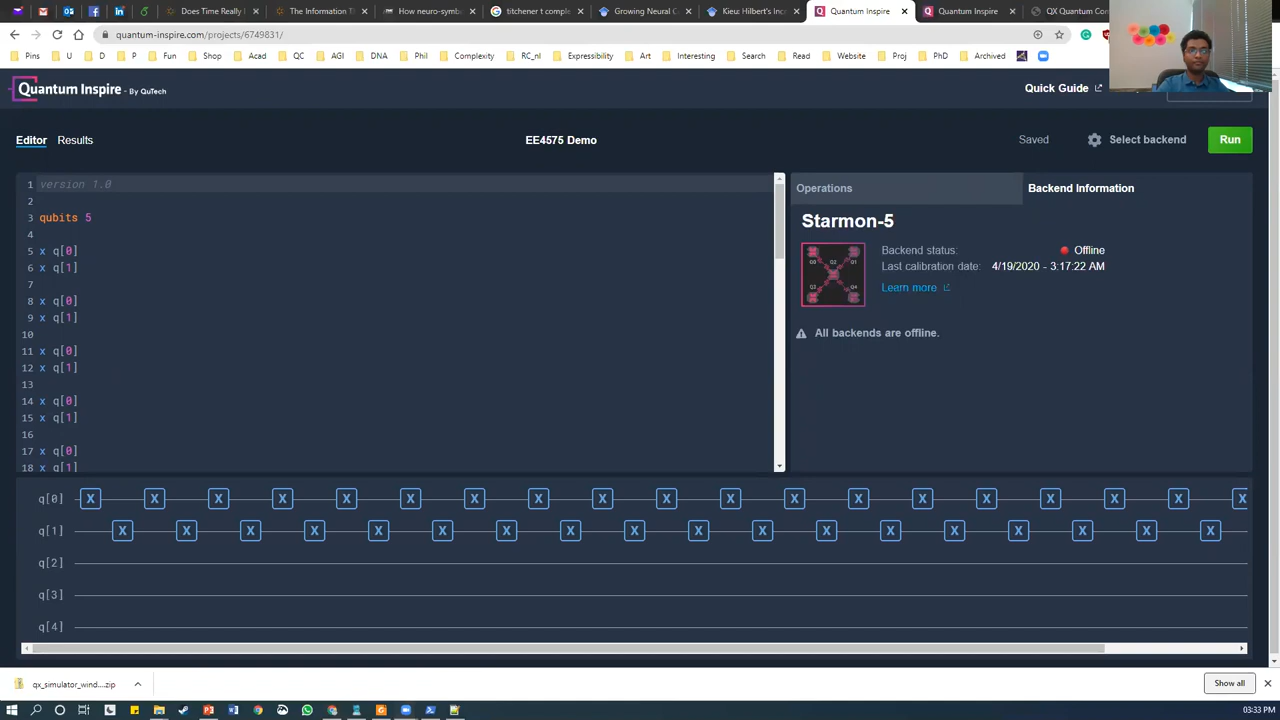 Does Time Really
The Information T
How neuro-symb
titchener t comple
Growing Neural C
Kieu: Hilbert's Inc
Quantum Inspire
Quantum Inspire
QX Quantum Con
quantum-inspire.com/projects/6749831/
Pins U D P Fun Shop Acad QC AGI DNA Phil Complexity RC_nl Expressibility Art Interesting Search Read Website Proj PhD Archived
Quantum Inspire - By QuTech
Quick Guide
Editor Results EE4575 Demo Saved Select backend Run
1 version 1.0
2
3 qubits 5
4
5 x q[0]
6 x q[1]
7
8 x q[0]
9 x q[1]
10
11 x q[0]
12 x q[1]
13
14 x q[0]
15 x q[1]
16
17 x q[0]
18 x q[1]
Operations Backend Information
Starmon-5
Q0 Q2 Q1
Q3 Q4
Backend status: Offline
Last calibration date: 4/19/2020 - 3:17:22 AM
Learn more
All backends are offline.
q[0] X X X X X X X X X X X X X X X X X X X
q[1] X X X X X X X X X X X X X X X X X X
q[2]
q[3]
q[4]
qx_simulator_wind....zip
Show all
03:33 PM